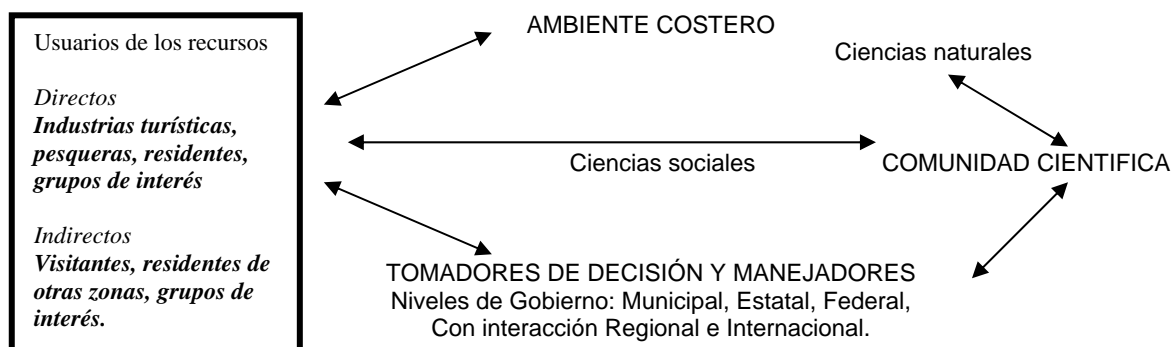 Usuarios de los recursos
Directos
Industrias turísticas,
pesqueras, residentes,
grupos de interés
Indirectos
Visitantes, residentes de
otras zonas, grupos de
interés.
AMBIENTE COSTERO
Ciencias naturales
Ciencias sociales
COMUNIDAD CIENTIFICA
TOMADORES DE DECISIÓN Y MANEJADORES
Niveles de Gobierno: Municipal, Estatal, Federal,
Con interacción Regional e Internacional.